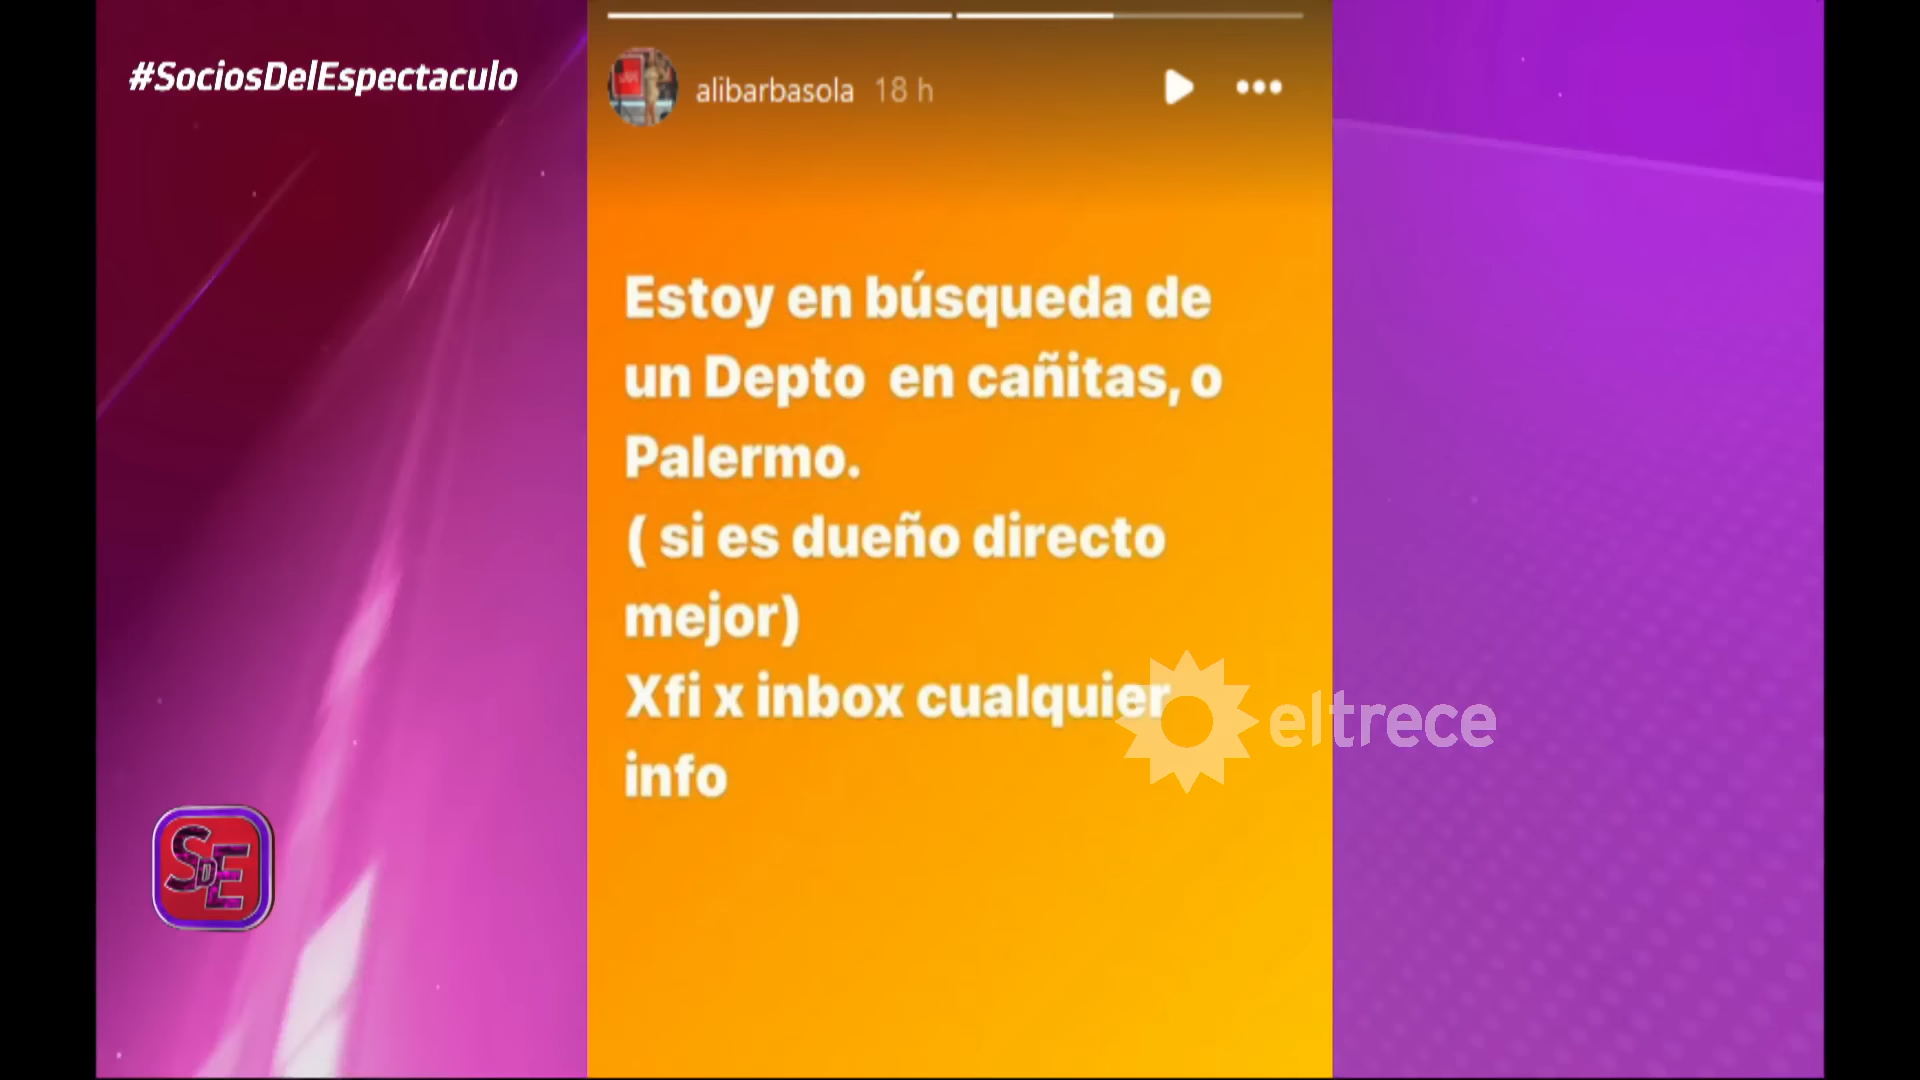 #SociosDelEspectaculo
alibarbasola 18 h
Estoy en búsqueda de
un Depto en cañitas, o
Palermo.
( si es dueño directo
mejor)
Xfi x inbox cualquier
info
eltrece
SDE